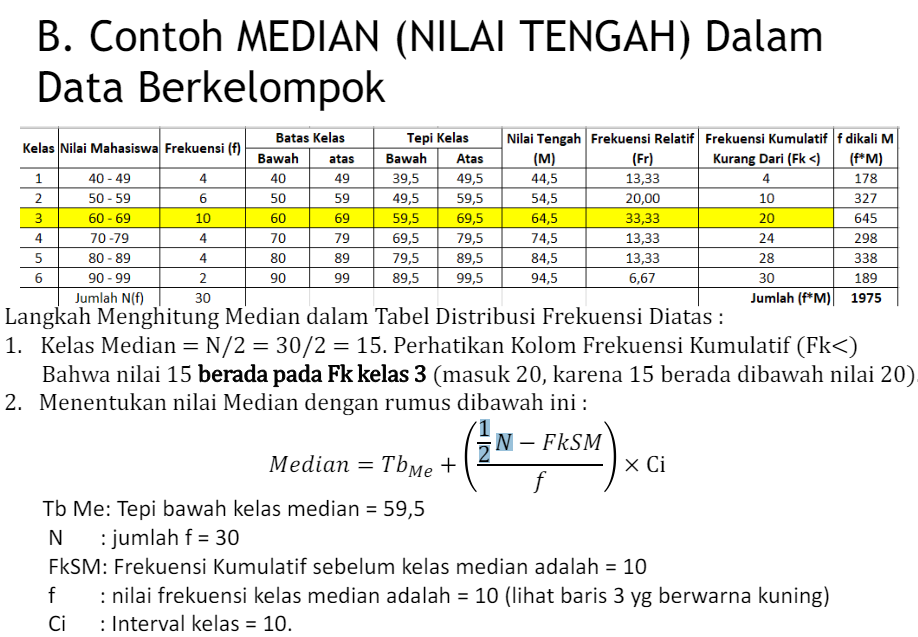 B. Contoh MEDIAN (NILAI TENGAH) Dalam
Data Berkelompok
Kelas Nilai Mahasiswa Frekuensi (f) Batas Kelas Tepi Kelas Nilai Tengah Frekuensi Relatif Frekuensi Kumulatif f dikali M
Bawah atas Bawah Atas (M) (Fr) Kurang Dari (Fk <) (f*M)
1 40 - 49 4 40 49 39,5 49,5 44,5 13,33 4 178
2 50 - 59 6 50 59 49,5 59,5 54,5 20,00 10 327
3 60 - 69 10 60 69 59,5 69,5 64,5 33,33 20 645
4 70 -79 4 70 79 69,5 79,5 74,5 13,33 24 298
5 80 - 89 4 80 89 79,5 89,5 84,5 13,33 28 338
6 90 - 99 2 90 99 89,5 99,5 94,5 6,67 30 189
Jumlah N(f) 30 Jumlah (f*M) 1975
Langkah Menghitung Median dalam Tabel Distribusi Frekuensi Diatas :
1. Kelas Median = N/2 = 30/2 = 15. Perhatikan Kolom Frekuensi Kumulatif (Fk<)
Bahwa nilai 15 berada pada Fk kelas 3 (masuk 20, karena 15 berada dibawah nilai 20).
2. Menentukan nilai Median dengan rumus dibawah ini :
Median = Tb_Me + ((1/2 N − FkSM) / f) × Ci
Tb Me: Tepi bawah kelas median = 59,5
N : jumlah f = 30
FkSM: Frekuensi Kumulatif sebelum kelas median adalah = 10
f : nilai frekuensi kelas median adalah = 10 (lihat baris 3 yg berwarna kuning)
Ci : Interval kelas = 10.